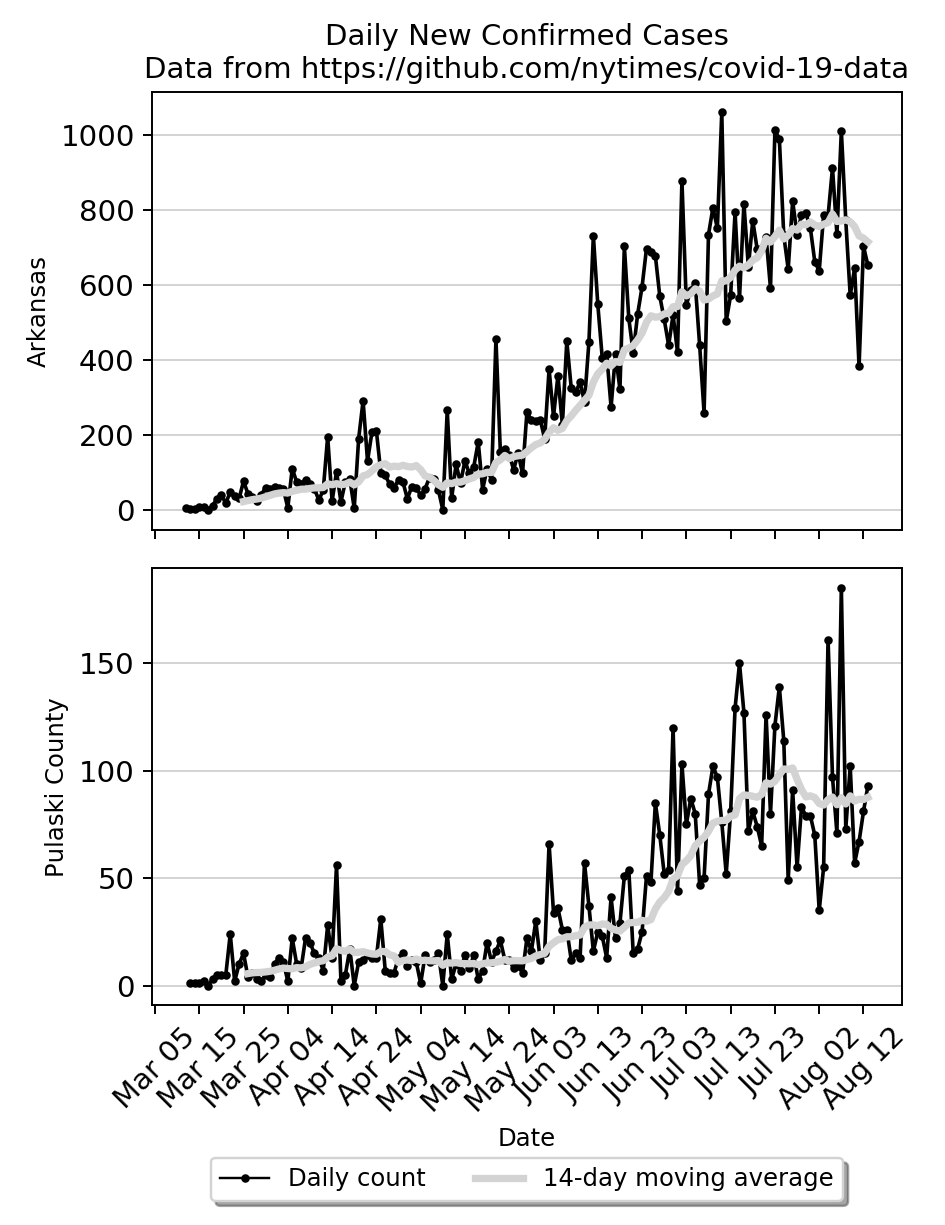 Daily New Confirmed Cases
Data from https://github.com/nytimes/covid-19-data
1000
800
600
400
200
0
Arkansas
150
100
50
0
Pulaski County
Mar 05
Mar 15
Mar 25
Apr 04
Apr 14
Apr 24
May 04
May 14
May 24
Jun 03
Jun 13
Jun 23
Jul 03
Jul 13
Jul 23
Aug 02
Aug 12
Date
Daily count
14-day moving average